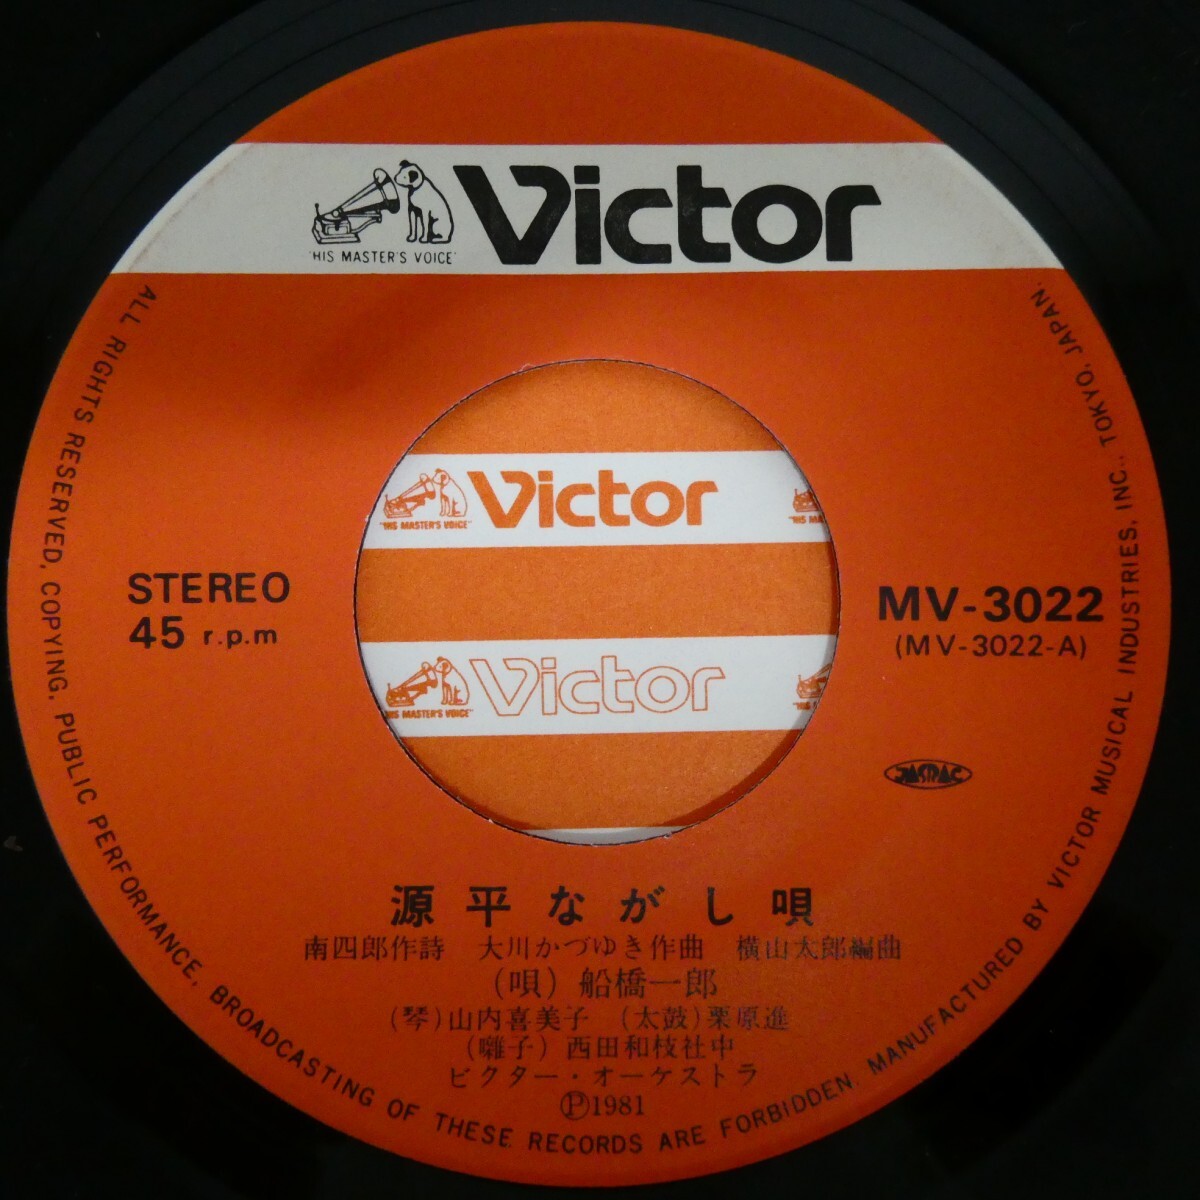 'HIS MASTER'S VOICE'
Victor
ALL RIGHTS RESERVED, COPYING, PUBLIC PERFORMANCE, BROADCASTING OF THESE RECORDS ARE FORBIDDEN. MANUFACTURED BY VICTOR MUSICAL INDUSTRIES, INC., TOKYO, JAPAN.
Victor
"HIS MASTER'S VOICE"
"HIS
STEREO
45 r.p.m
MV-3022
(MV-3022-A)
Victor
"HIS MASTER'S VOICE"
JASRAC
源平ながし唄
南四郎作詩 大川かづゆき作曲 横山太郎編曲
(唄) 船橋一郎
(琴)山内喜美子 (太鼓)栗原進
(囃子) 西田和枝社中
ビクター・オーケストラ
Ⓟ1981